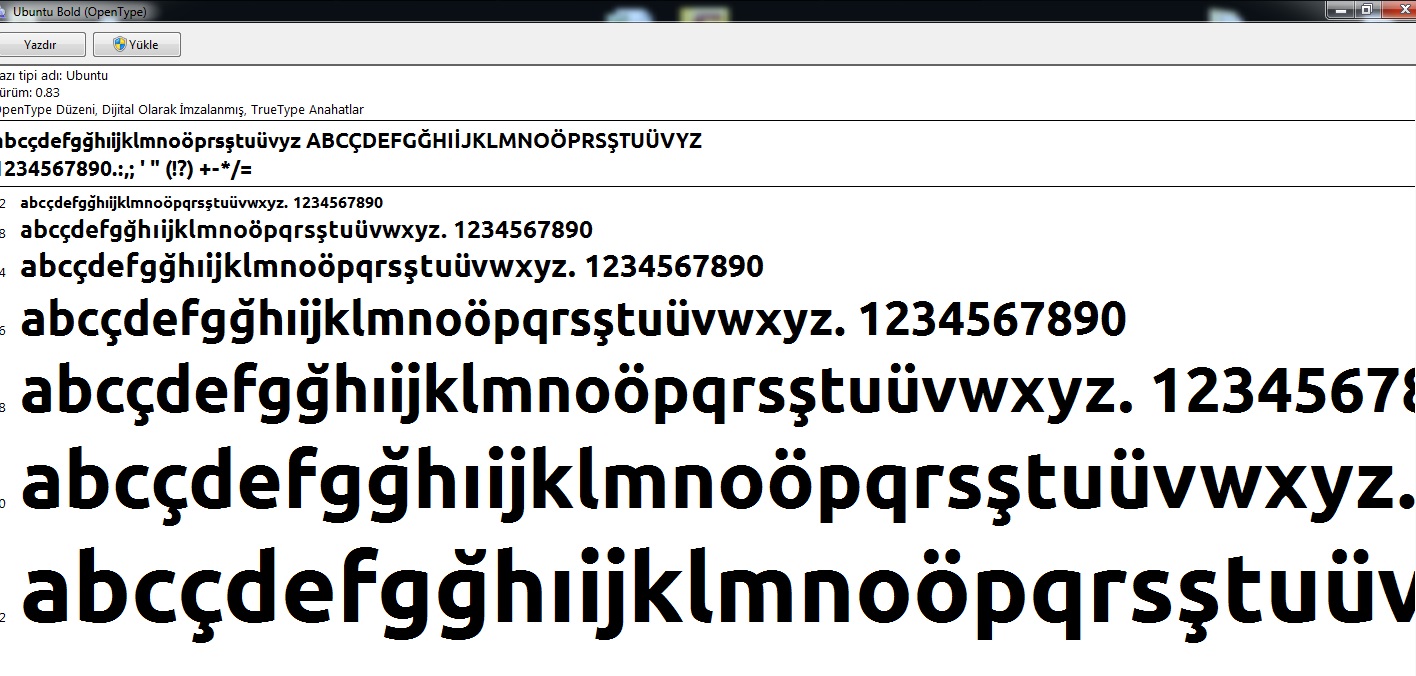 Ubuntu Bold (OpenType)
Yazdır Yükle
azı tipi adı: Ubuntu
ürüm: 0.83
OpenType Düzeni, Dijital Olarak İmzalanmış, TrueType Anahatlar
abcçdefgğhıijklmnoöprsştuüvyz ABCÇDEFGĞHIİJKLMNOÖPRSŞTUÜVYZ
1234567890.:,; ' " (!?) +-*/=
2 abcçdefgğhıijklmnoöpqrsştuüvwxyz. 1234567890
8 abcçdefgğhıijklmnoöpqrsştuüvwxyz. 1234567890
4 abcçdefgğhıijklmnoöpqrsştuüvwxyz. 1234567890
6 abcçdefgğhıijklmnoöpqrsştuüvwxyz. 1234567890
8 abcçdefgğhıijklmnoöpqrsştuüvwxyz. 12345678
0 abcçdefgğhıijklmnoöpqrsştuüvwxyz.
2 abcçdefgğhıijklmnoöpqrsştuüv